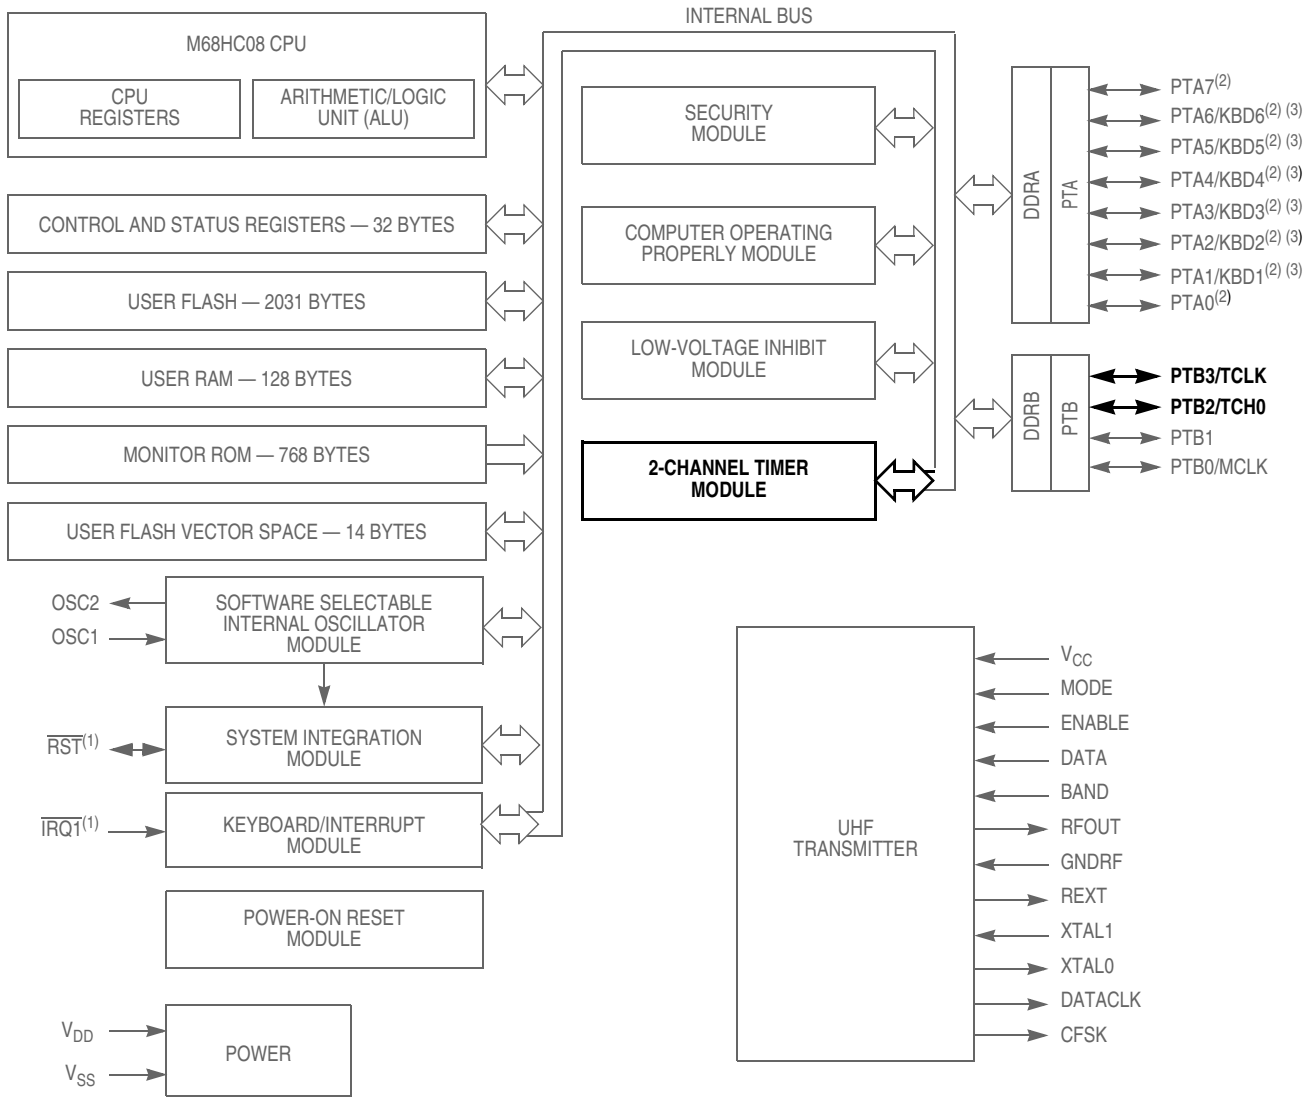 INTERNAL BUS
M68HC08 CPU
CPU
REGISTERS
ARITHMETIC/LOGIC
UNIT (ALU)
CONTROL AND STATUS REGISTERS — 32 BYTES
USER FLASH — 2031 BYTES
USER RAM — 128 BYTES
MONITOR ROM — 768 BYTES
USER FLASH VECTOR SPACE — 14 BYTES
OSC2
OSC1
SOFTWARE SELECTABLE
INTERNAL OSCILLATOR
MODULE
RST(1)
SYSTEM INTEGRATION
MODULE
IRQ1(1)
KEYBOARD/INTERRUPT
MODULE
POWER-ON RESET
MODULE
VDD
VSS
POWER
SECURITY
MODULE
COMPUTER OPERATING
PROPERLY MODULE
LOW-VOLTAGE INHIBIT
MODULE
2-CHANNEL TIMER
MODULE
DDRA
PTA
PTA7(2)
PTA6/KBD6(2) (3)
PTA5/KBD5(2) (3)
PTA4/KBD4(2) (3)
PTA3/KBD3(2) (3)
PTA2/KBD2(2) (3)
PTA1/KBD1(2) (3)
PTA0(2)
DDRB
PTB
PTB3/TCLK
PTB2/TCH0
PTB1
PTB0/MCLK
UHF
TRANSMITTER
VCC
MODE
ENABLE
DATA
BAND
RFOUT
GNDRF
REXT
XTAL1
XTAL0
DATACLK
CFSK